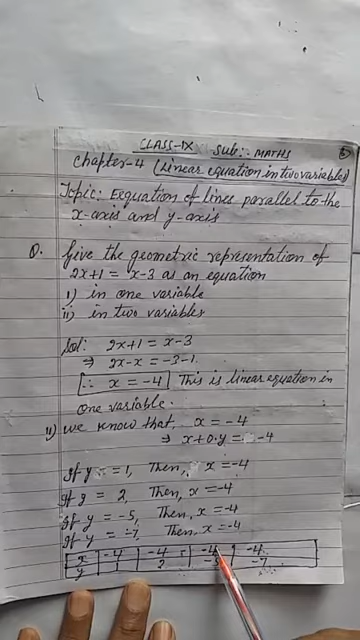 CLASS-IX Sub:- MATHS
Chapter-4 (Linear equation in two variables)
Topic: Eequation of lines parallel to the
x-axis and y-axis
Q. Give the geometric representation of
2x+1 = x-3 as an equation
i) in one variable
ii) in two variables
Sol: 2x+1 = x-3
⇒ 2x-x = -3-1
∴ x = -4 This is linear equation in
one variable.
ii) we know that, x = -4
⇒ x+0.y = -4
If y = 1, Then, x = -4
If y = 2, Then, x = -4
If y = -5, Then, x = -4
If y = -7, Then, x = -4
x -4 -4 -4 -4
y 1 2 -7